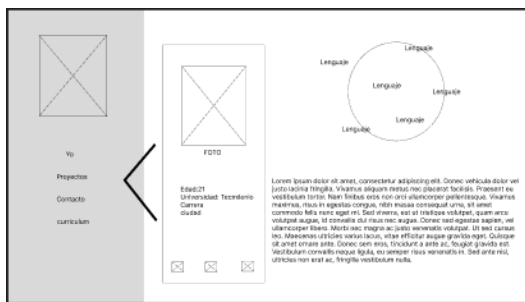 Yo
Proyectos
Contacto
curriculum
FOTO
Edad:21
Universidad: Tecmilenio
Carrera
ciudad
Lenguaje
Lenguaje
Lenguaje
Lenguaje
Lenguaje
Lenguaje
Lorem ipsum dolor sit amet, consectetur adipiscing elit. Donec vehicula dolor vel
justo lacinia fringilla. Vivamus aliquam metus nec placerat facilisis. Praesent eu
vestibulum tortor. Nam finibus eros non orci ullamcorper pellentesque. Vivamus
maximus, risus in egestas congue, nibh massa consequat urna, sit amet
commodo felis nunc eget mi. Sed viverra, est ut tristique volutpat, quam arcu
volutpat augue, id convallis dui risus nec augue. Donec sed egestas sapien, vel
ullamcorper libero. Morbi nec magna ac justo venenatis volutpat. Ut sed cursus
leo. Maecenas ultricies varius lacus, vitae efficitur augue gravida eget. Quisque
sit amet ornare ante. Donec sem eros, tincidunt a ante ac, feugiat gravida est.
Vestibulum convallis neque ligula, eu semper risus venenatis in. Sed ante nisl,
ultricies non erat ac, fringilla vestibulum nulla.